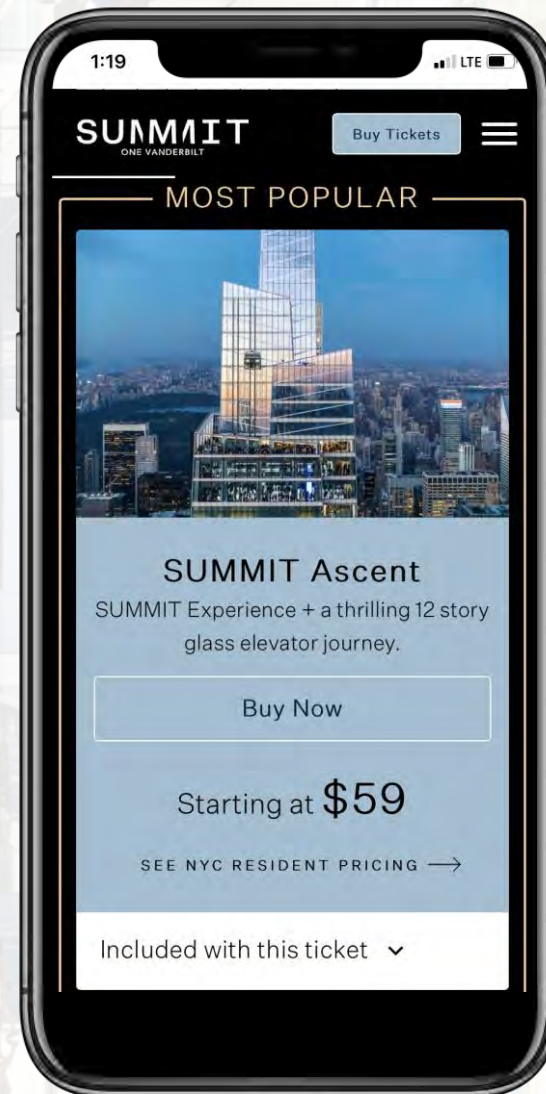 1:19
LTE
SUMMIT
ONE VANDERBILT
Buy Tickets
MOST POPULAR
SUMMIT Ascent
SUMMIT Experience + a thrilling 12 story
glass elevator journey.
Buy Now
Starting at $59
SEE NYC RESIDENT PRICING →
Included with this ticket